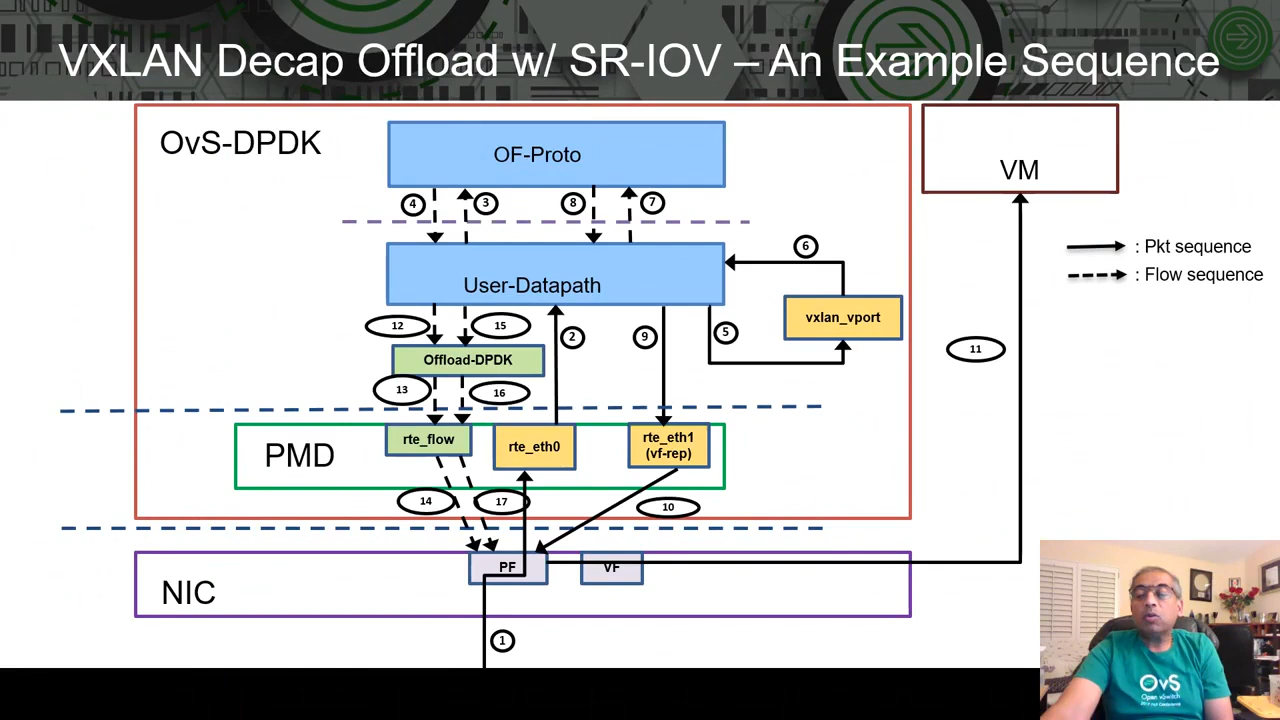 VXLAN Decap Offload w/ SR-IOV – An Example Sequence
OvS-DPDK
OF-Proto
VM
4
3
8
7
: Pkt sequence
: Flow sequence
6
User-Datapath
vxlan_vport
12
15
2
9
5
11
Offload-DPDK
13
16
PMD
rte_flow
rte_eth0
rte_eth1
(vf-rep)
14
17
10
NIC
PF
VF
1
OvS
Open vSwitch